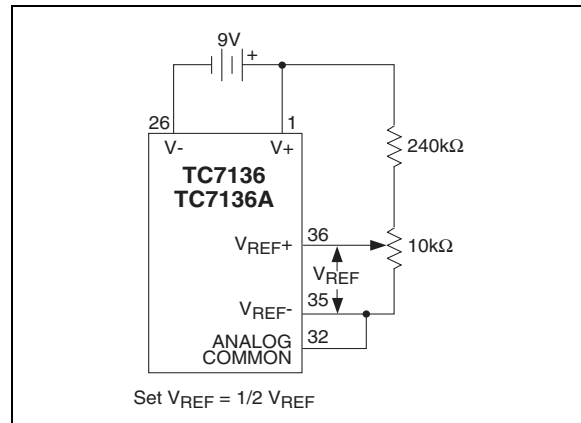 9V
+
26
1
V-
V+
TC7136
TC7136A
240kΩ
36
VREF+
10kΩ
VREF
35
VREF-
32
ANALOG
COMMON
Set VREF = 1/2 VREF